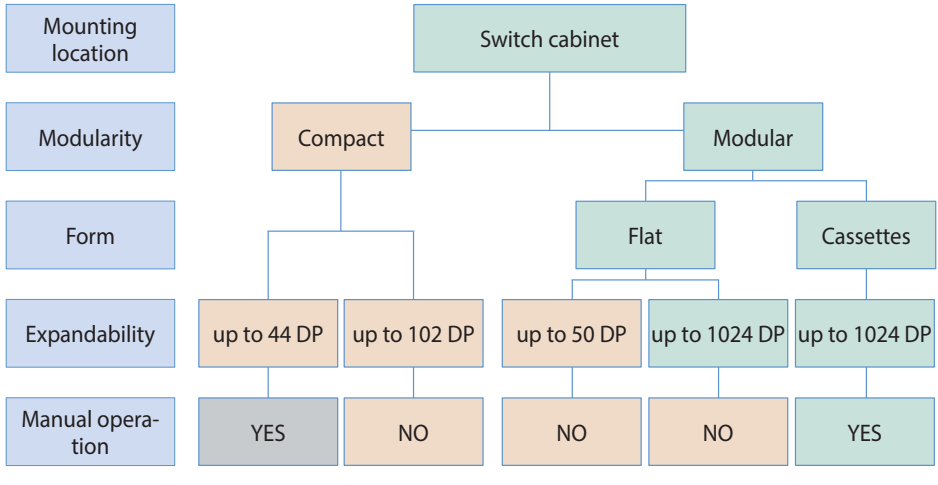 Mounting
location
Switch cabinet
Modularity
Compact
Modular
Form
Flat
Cassettes
Expandability
up to 44 DP
up to 102 DP
up to 50 DP
up to 1024 DP
up to 1024 DP
Manual opera-
tion
YES
NO
NO
NO
YES